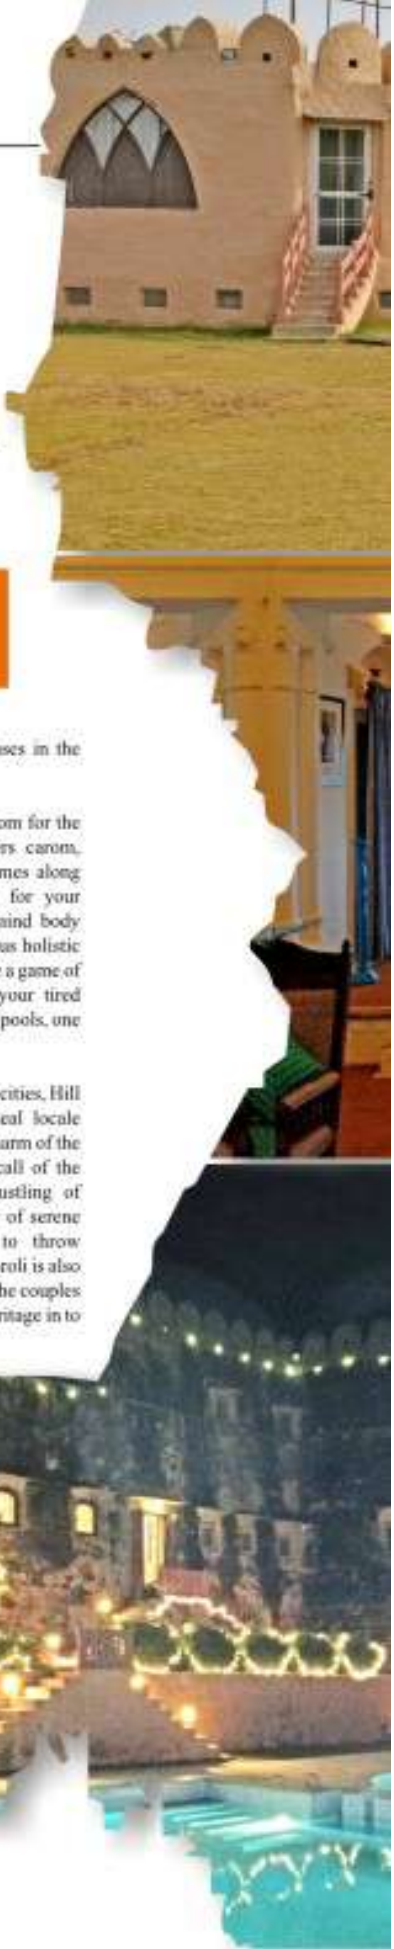 ses in the
om for the
rs carom,
mes along
for your
mind body
us holistic
a game of
your tired
pools, one
cities, Hill
eal locale
arm of the
call of the
ustling of
of serene
to throw
roli is also
he couples
ritage in to